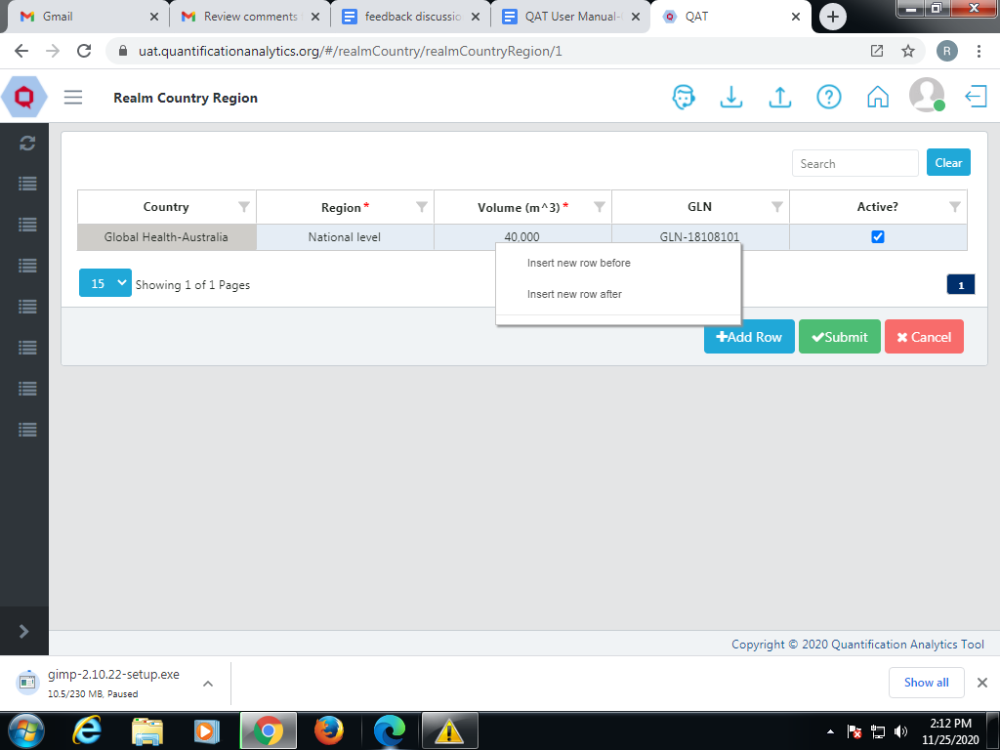 Gmail
Review comments
feedback discussio
QAT User Manual-
QAT
uat.quantificationanalytics.org/#/realmCountry/realmCountryRegion/1
R
Realm Country Region
Search
Clear
Country
Region*
Volume (m^3)*
GLN
Active?
Global Health-Australia
National level
40,000
GLN-18108101
Insert new row before
Insert new row after
15
Showing 1 of 1 Pages
1
Add Row
Submit
Cancel
Copyright © 2020 Quantification Analytics Tool
gimp-2.10.22-setup.exe
10.5/230 MB, Paused
Show all
2:12 PM
11/25/2020